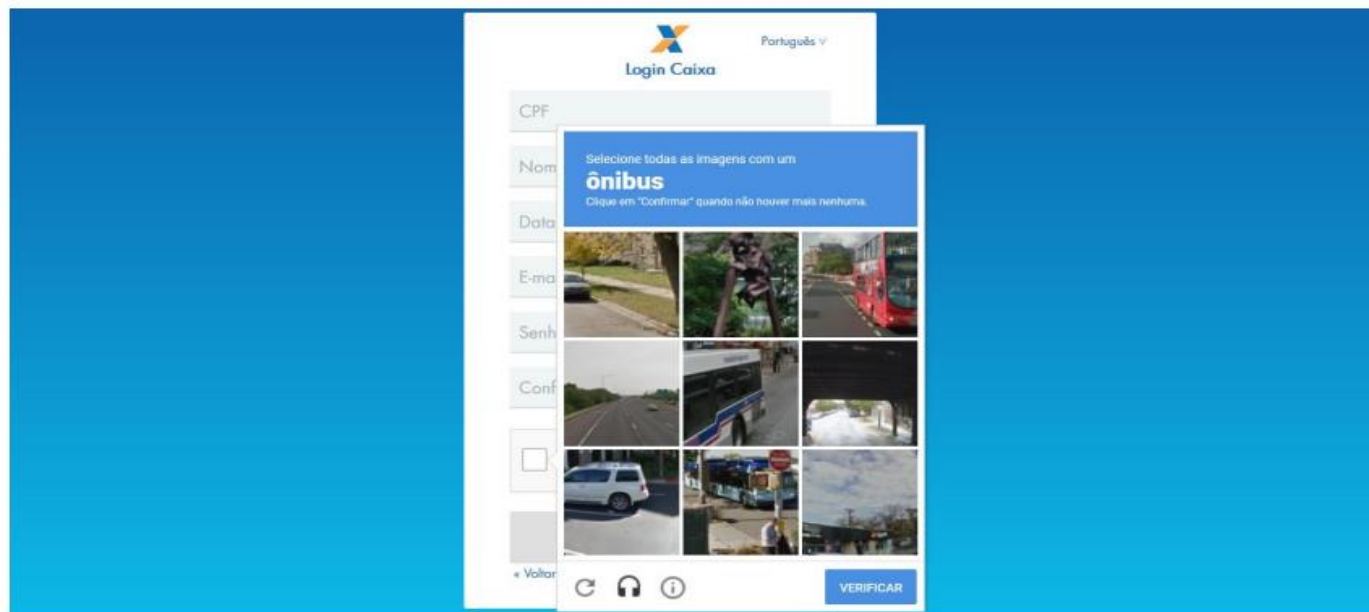 Português
Login Caixa
CPF
Nom
Data
E-ma
Senh
Conf
« Voltar
Selecione todas as imagens com um
ônibus
Clique em "Confirmar" quando não houver mais nenhuma.
VERIFICAR